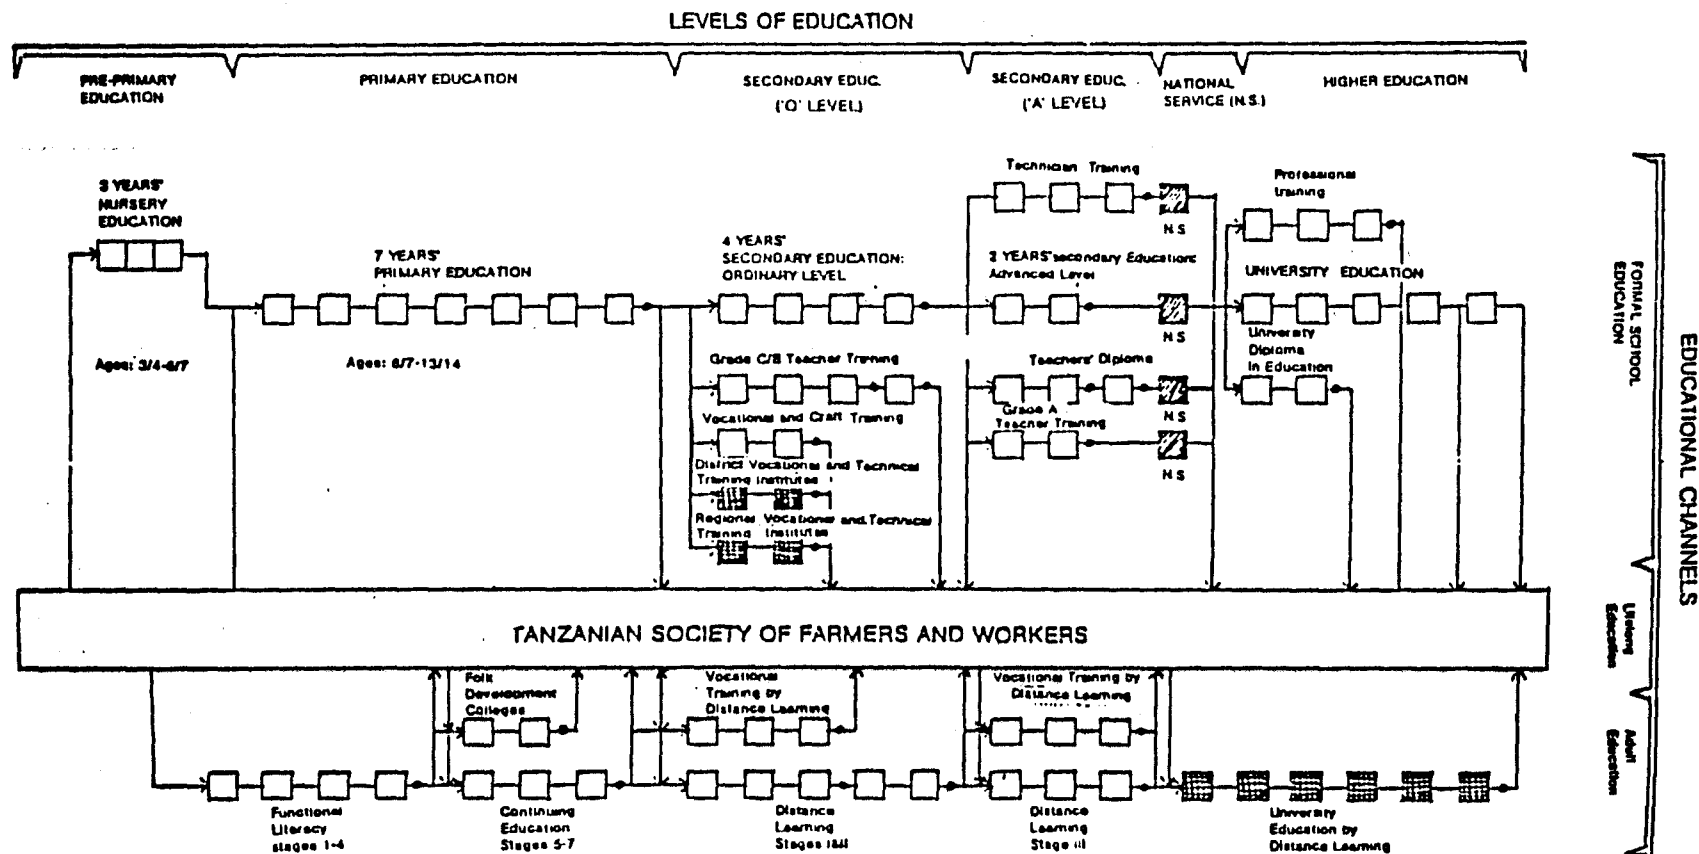 LEVELS OF EDUCATION
PRE-PRIMARY
EDUCATION
PRIMARY EDUCATION
SECONDARY EDUC.
('O' LEVEL)
SECONDARY EDUC.
('A' LEVEL)
NATIONAL
SERVICE (N.S.)
HIGHER EDUCATION
3 YEARS'
NURSERY
EDUCATION
Ages: 3/4-6/7
7 YEARS'
PRIMARY EDUCATION
Ages: 6/7-13/14
4 YEARS'
SECONDARY EDUCATION:
ORDINARY LEVEL
Grade C/B Teacher Training
Vocational and Craft Training
District Vocational and Technical
Training Institutes
Regional Vocational and Technical
Training Institutes
Technician Training
N.S
2 YEARS' secondary Education:
Advanced Level
N.S
Teachers' Diploma
N.S
Grade A
Teacher Training
N.S
Professional
training
UNIVERSITY EDUCATION
University
Diploma
In Education
TANZANIAN SOCIETY OF FARMERS AND WORKERS
Folk
Development
Colleges
Vocational
Training by
Distance Learning
Vocational Training by
Distance Learning
Functional
Literacy
stages 1-4
Continuing
Education
Stages 5-7
Distance
Learning
Stages I&II
Distance
Learning
Stage III
University
Education by
Distance Learning
FORMAL SCHOOL
EDUCATION
Lifelong
Education
Adult
Education
EDUCATIONAL CHANNELS